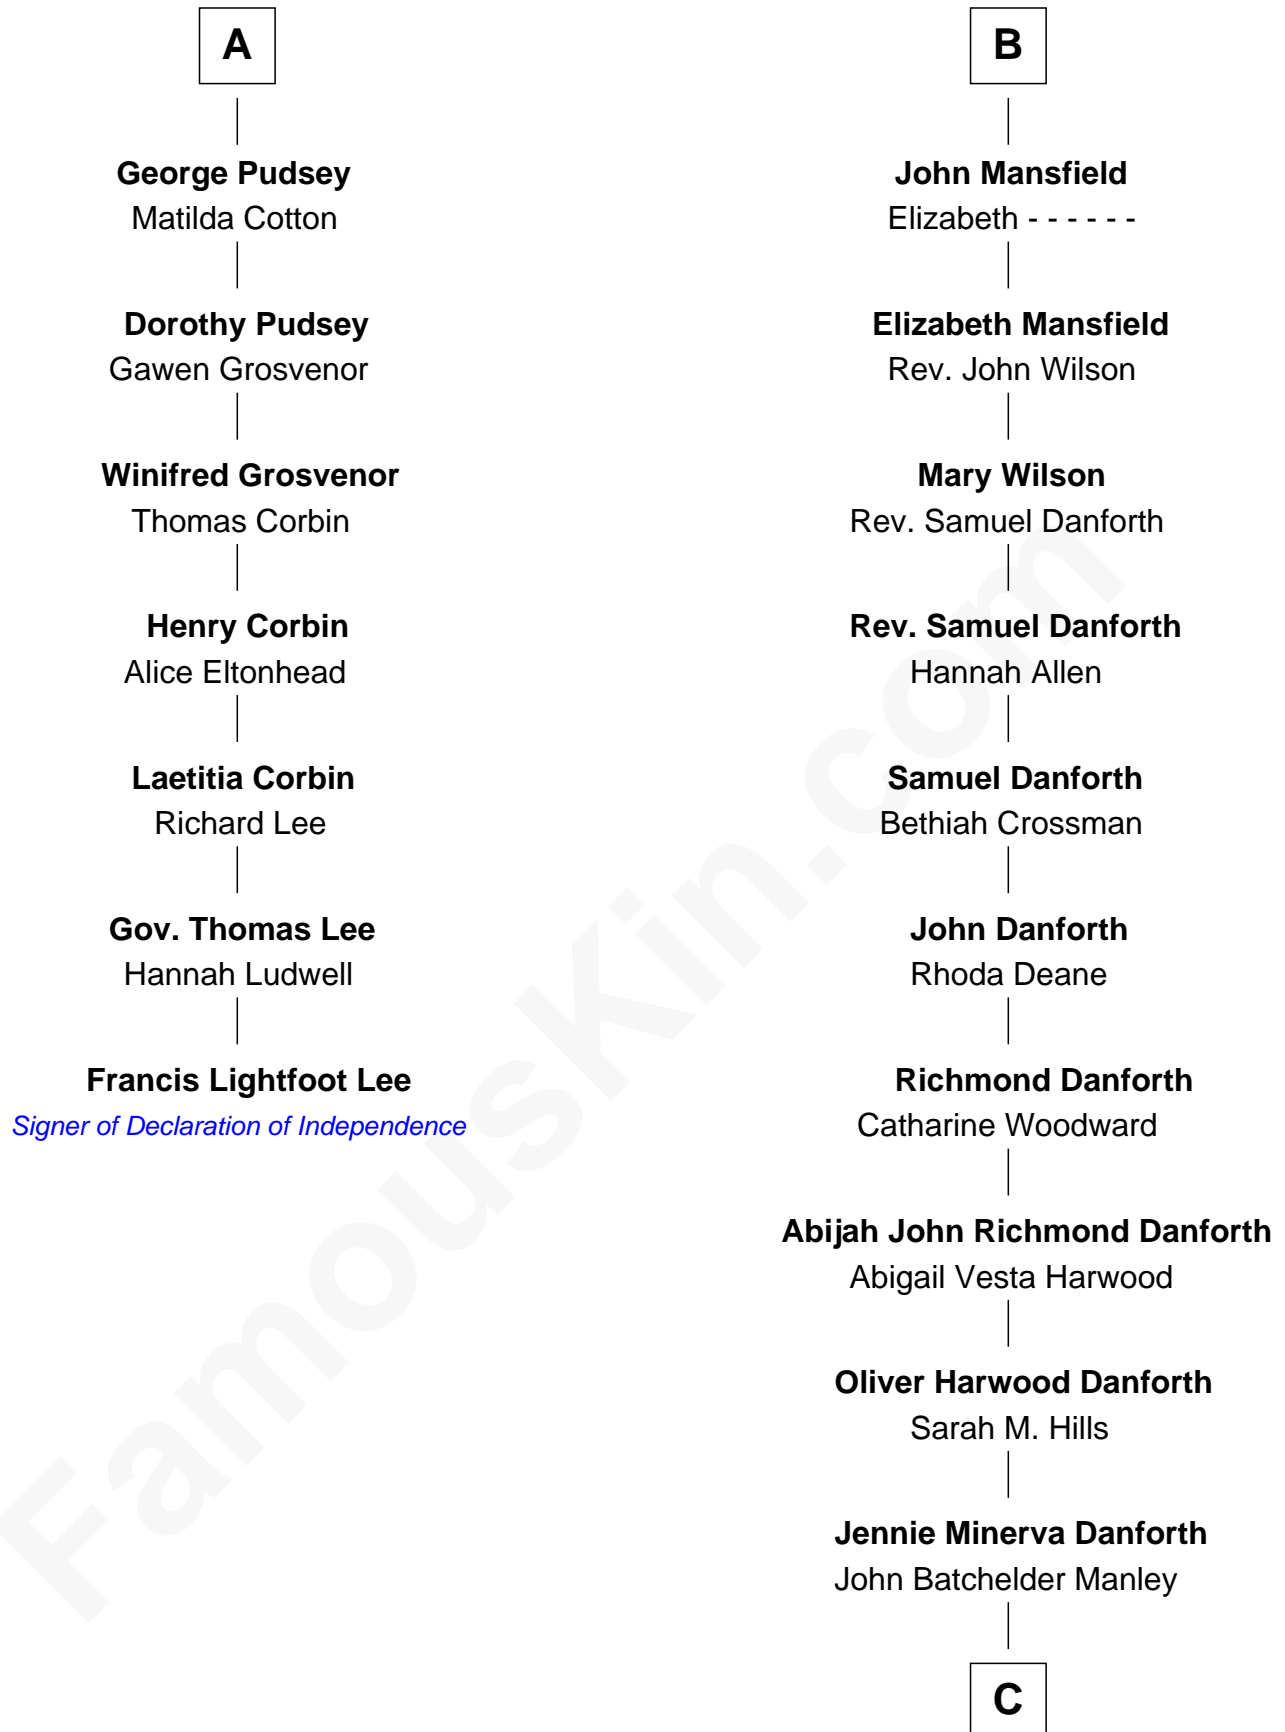 A
George Pudsey
Matilda Cotton
Dorothy Pudsey
Gawen Grosvenor
Winifred Grosvenor
Thomas Corbin
Henry Corbin
Alice Eltonhead
Laetitia Corbin
Richard Lee
Gov. Thomas Lee
Hannah Ludwell
Francis Lightfoot Lee
Signer of Declaration of Independence
B
John Mansfield
Elizabeth - - - - - -
Elizabeth Mansfield
Rev. John Wilson
Mary Wilson
Rev. Samuel Danforth
Rev. Samuel Danforth
Hannah Allen
Samuel Danforth
Bethiah Crossman
John Danforth
Rhoda Deane
Richmond Danforth
Catharine Woodward
Abijah John Richmond Danforth
Abigail Vesta Harwood
Oliver Harwood Danforth
Sarah M. Hills
Jennie Minerva Danforth
John Batchelder Manley
C
FamousKin.com